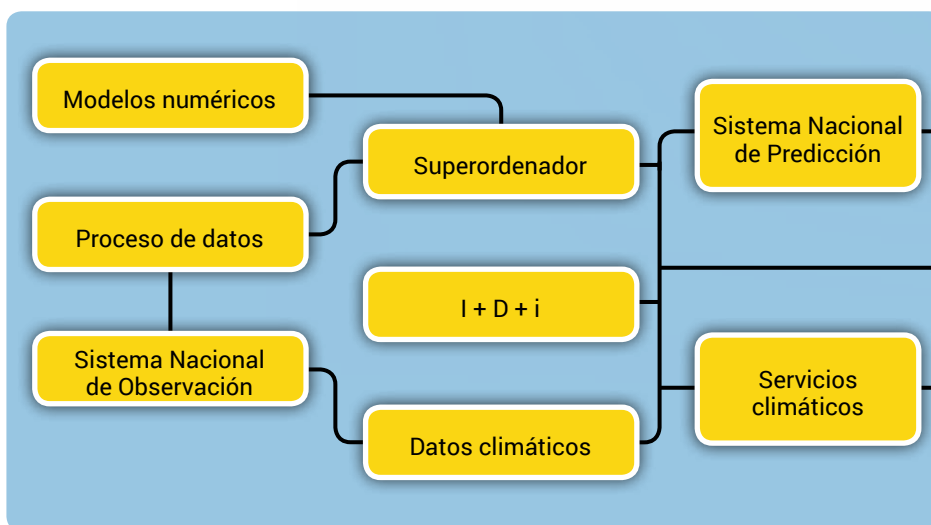 Modelos numéricos
Proceso de datos
Sistema Nacional
de Observación
Superordenador
I + D + i
Datos climáticos
Sistema Nacional
de Predicción
Servicios
climáticos